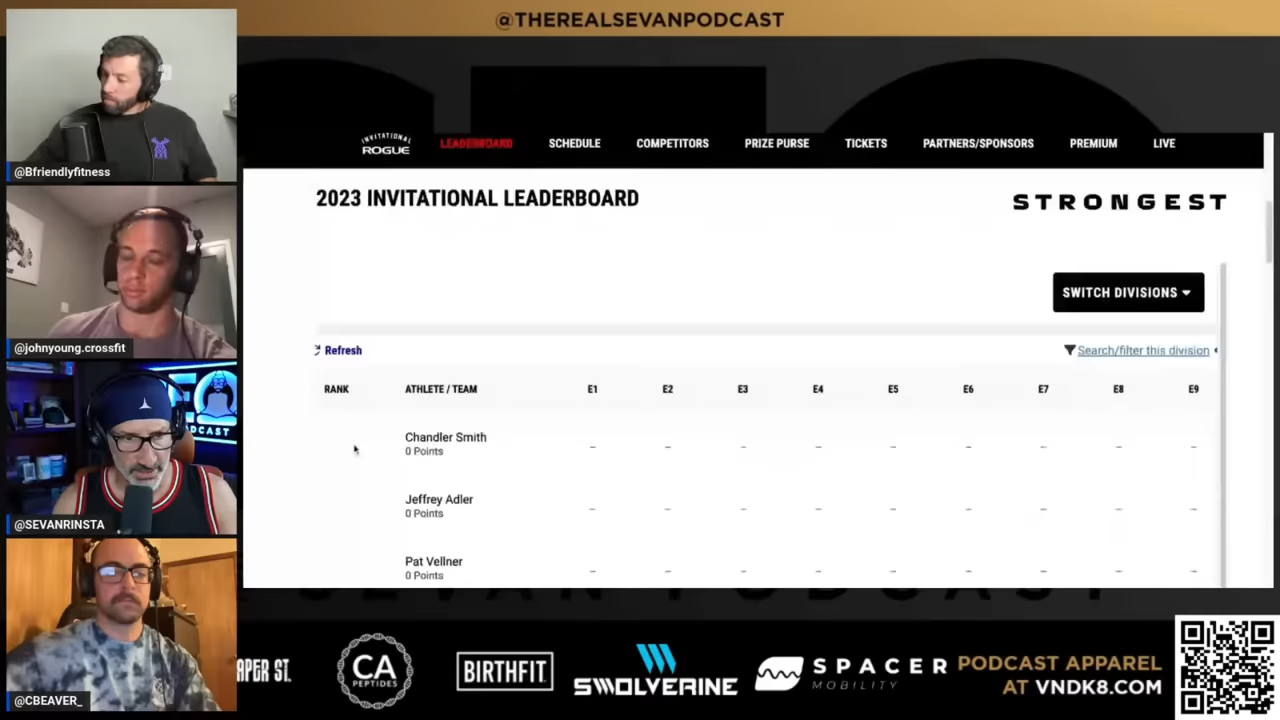 @THEREALSEVANPODCAST
@Bfriendlyfitness
@johnyoung.crossfit
DCAST
@SEVANRINSTA
@CBEAVER_
INVITATIONAL
ROGUE
LEADERBOARD
SCHEDULE
COMPETITORS
PRIZE PURSE
TICKETS
PARTNERS/SPONSORS
PREMIUM
LIVE
2023 INVITATIONAL LEADERBOARD
STRONGEST
SWITCH DIVISIONS
Refresh
Search/filter this division
RANK ATHLETE / TEAM E1 E2 E3 E4 E5 E6 E7 E8 E9
Chandler Smith
0 Points
– – – – – – – – –
Jeffrey Adler
0 Points
– – – – – – – – –
Pat Vellner
0 Points
– – – – – – – – –
E SEVAN PODCAST
APER ST.
CA
PEPTIDES
BIRTHFIT
SWOLVERINE
SPACER
MOBILITY
PODCAST APPAREL
AT VNDK8.COM